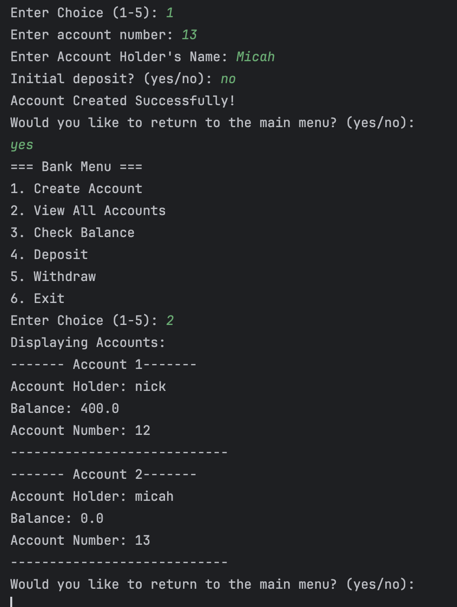 Enter Choice (1-5): 1
Enter account number: 13
Enter Account Holder's Name: Micah
Initial deposit? (yes/no): no
Account Created Successfully!
Would you like to return to the main menu? (yes/no):
yes
=== Bank Menu ===
1. Create Account
2. View All Accounts
3. Check Balance
4. Deposit
5. Withdraw
6. Exit
Enter Choice (1-5): 2
Displaying Accounts:
------- Account 1-------
Account Holder: nick
Balance: 400.0
Account Number: 12
----------------------------
------- Account 2-------
Account Holder: micah
Balance: 0.0
Account Number: 13
----------------------------
Would you like to return to the main menu? (yes/no):